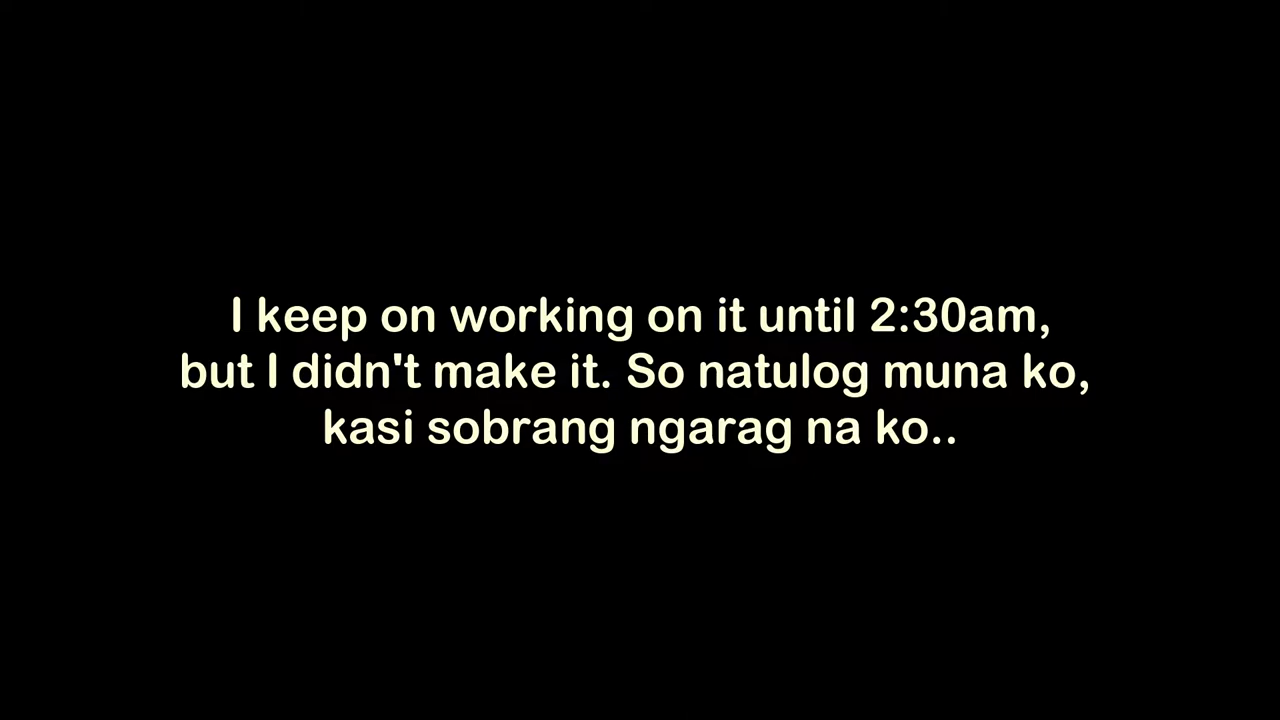 I keep on working on it until 2:30am,
but I didn't make it. So natulog muna ko,
kasi sobrang ngarag na ko..